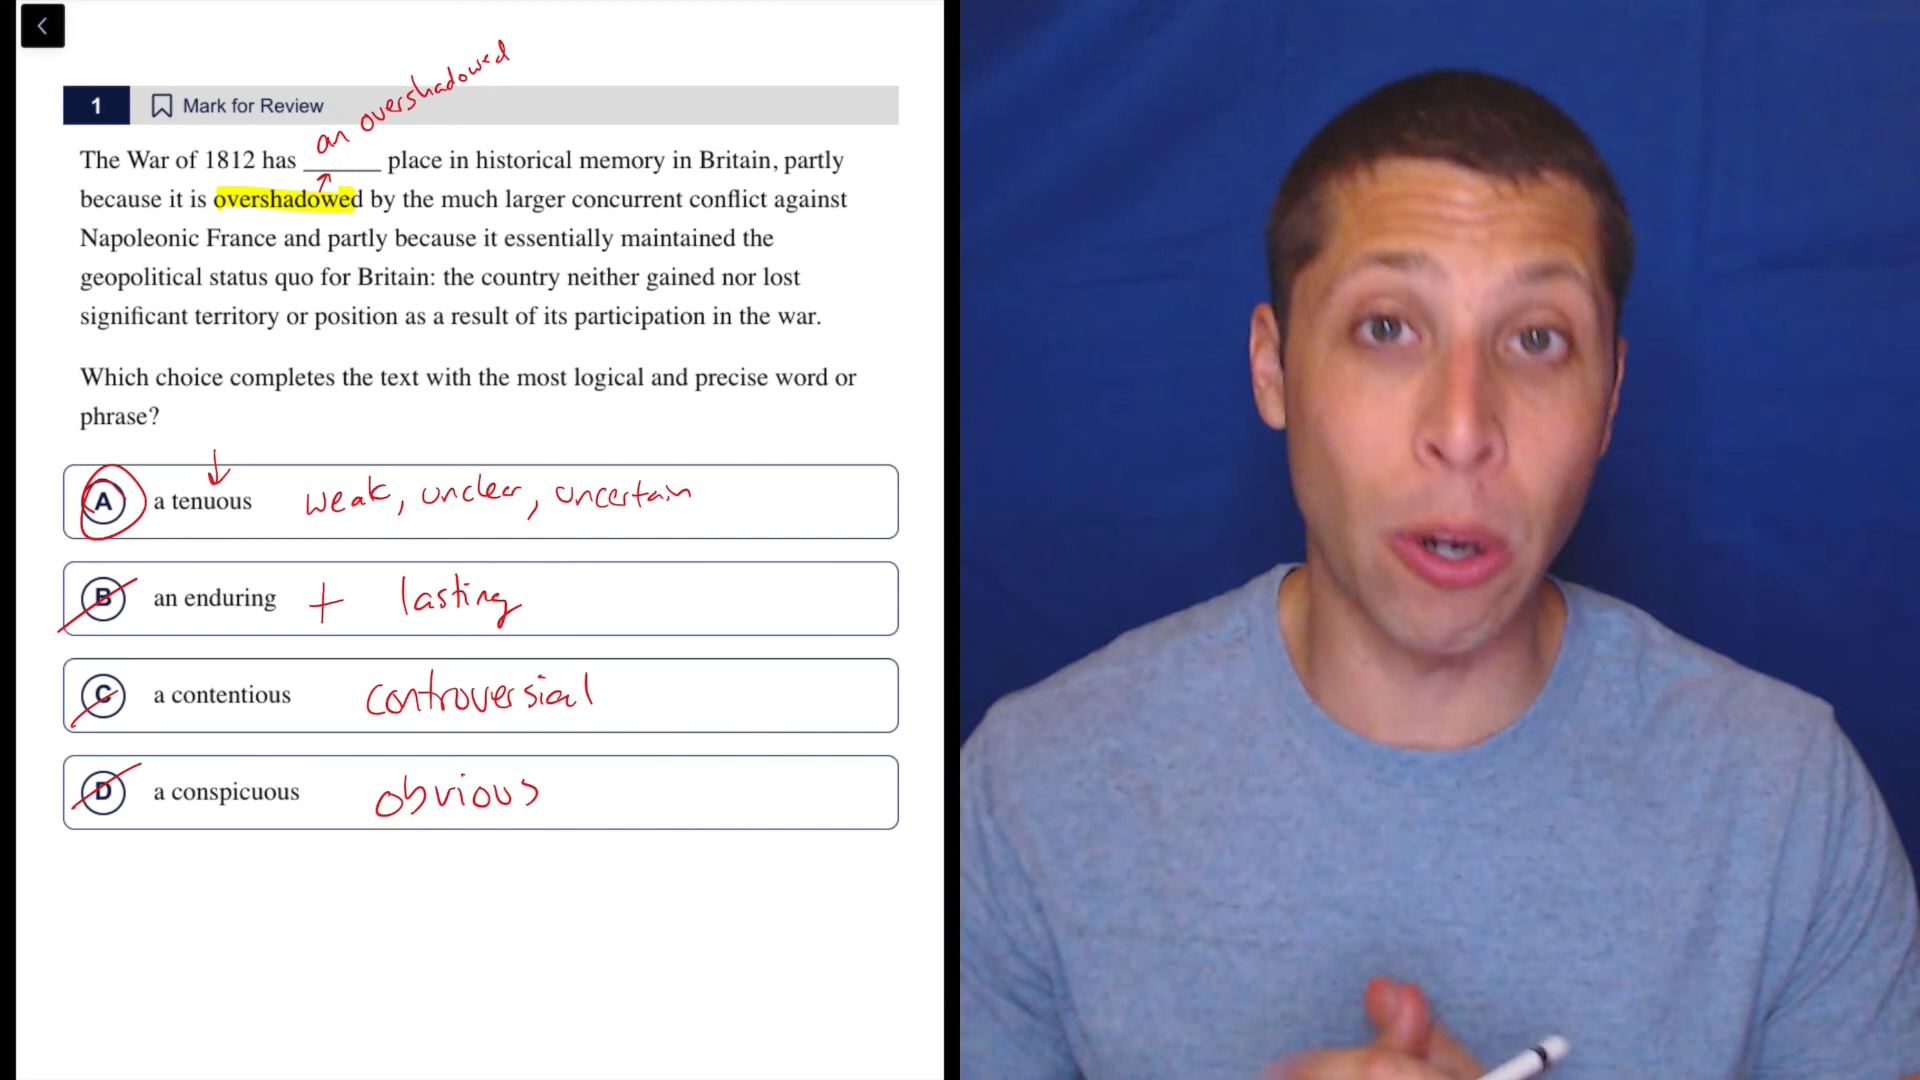 an overshadowed
1 Mark for Review
The War of 1812 has ______ place in historical memory in Britain, partly
because it is overshadowed by the much larger concurrent conflict against
Napoleonic France and partly because it essentially maintained the
geopolitical status quo for Britain: the country neither gained nor lost
significant territory or position as a result of its participation in the war.
Which choice completes the text with the most logical and precise word or
phrase?
A a tenuous weak, unclear, uncertain
B an enduring + lasting
C a contentious controversial
D a conspicuous obvious